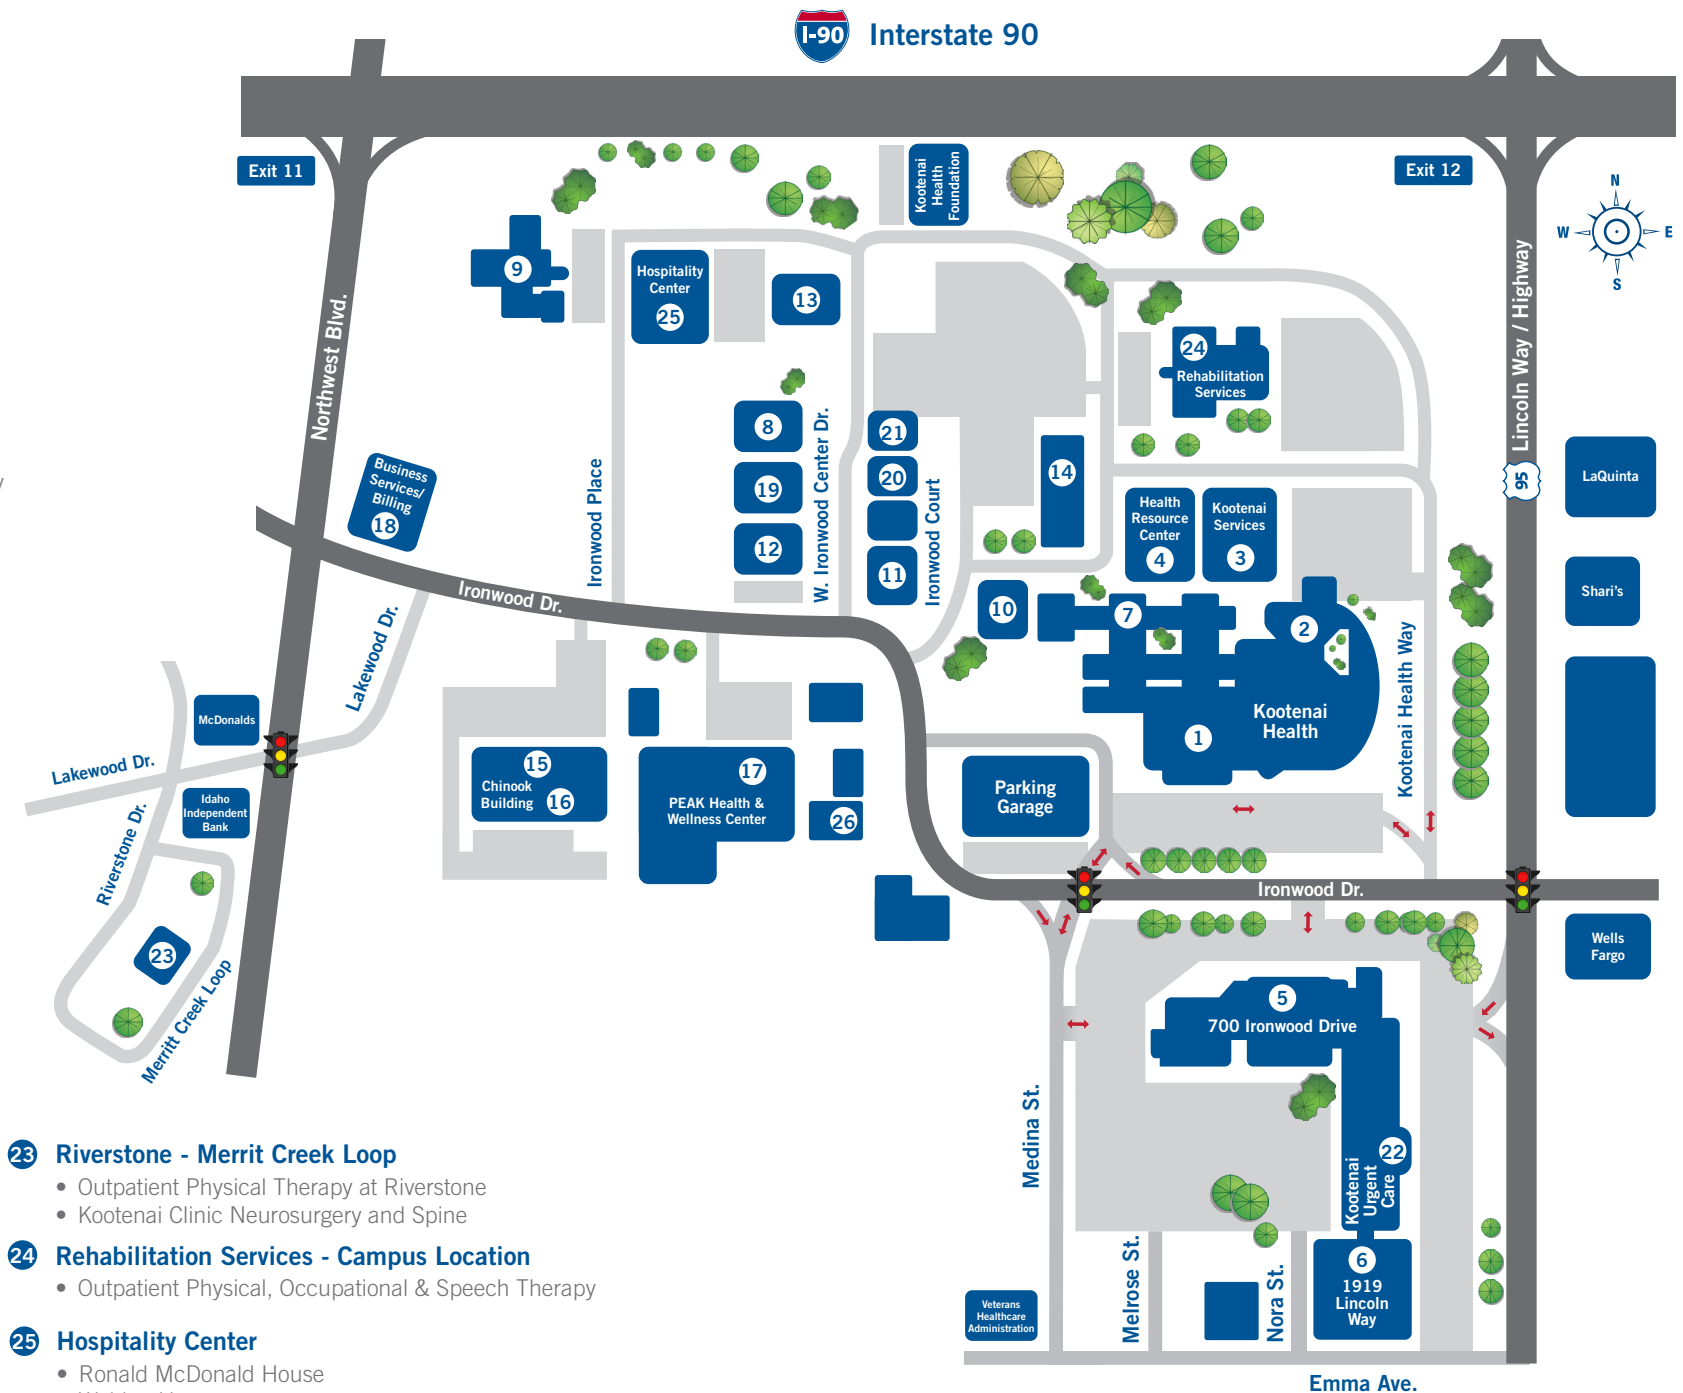 I-90
Interstate 90
Exit 11
Exit 12
N
W
E
S
Kootenai
Health
Foundation
Northwest Blvd.
Lincoln Way / Highway
95
9
Hospitality
Center
25
13
24
Rehabilitation
Services
8
19
12
W. Ironwood Center Dr.
21
20
11
Ironwood Court
14
Ironwood Place
Business
Services/
Billing
18
Health
Resource
Center
4
Kootenai
Services
3
LaQuinta
Shari's
Ironwood Dr.
10
7
2
Kootenai
Health
1
Kootenai Health Way
Lakewood Dr.
McDonalds
Lakewood Dr.
Idaho
Independent
Bank
Riverstone Dr.
15
Chinook
Building
16
17
PEAK Health &
Wellness Center
26
Parking
Garage
Ironwood Dr.
Wells
Fargo
23
Merritt Creek Loop
5
700 Ironwood Drive
Medina St.
22
Kootenai
Urgent
Care
6
1919
Lincoln
Way
Melrose St.
Nora St.
Veterans
Healthcare
Administration
Emma Ave.
23 Riverstone - Merrit Creek Loop
• Outpatient Physical Therapy at Riverstone
• Kootenai Clinic Neurosurgery and Spine
24 Rehabilitation Services - Campus Location
• Outpatient Physical, Occupational & Speech Therapy
25 Hospitality Center
• Ronald McDonald House